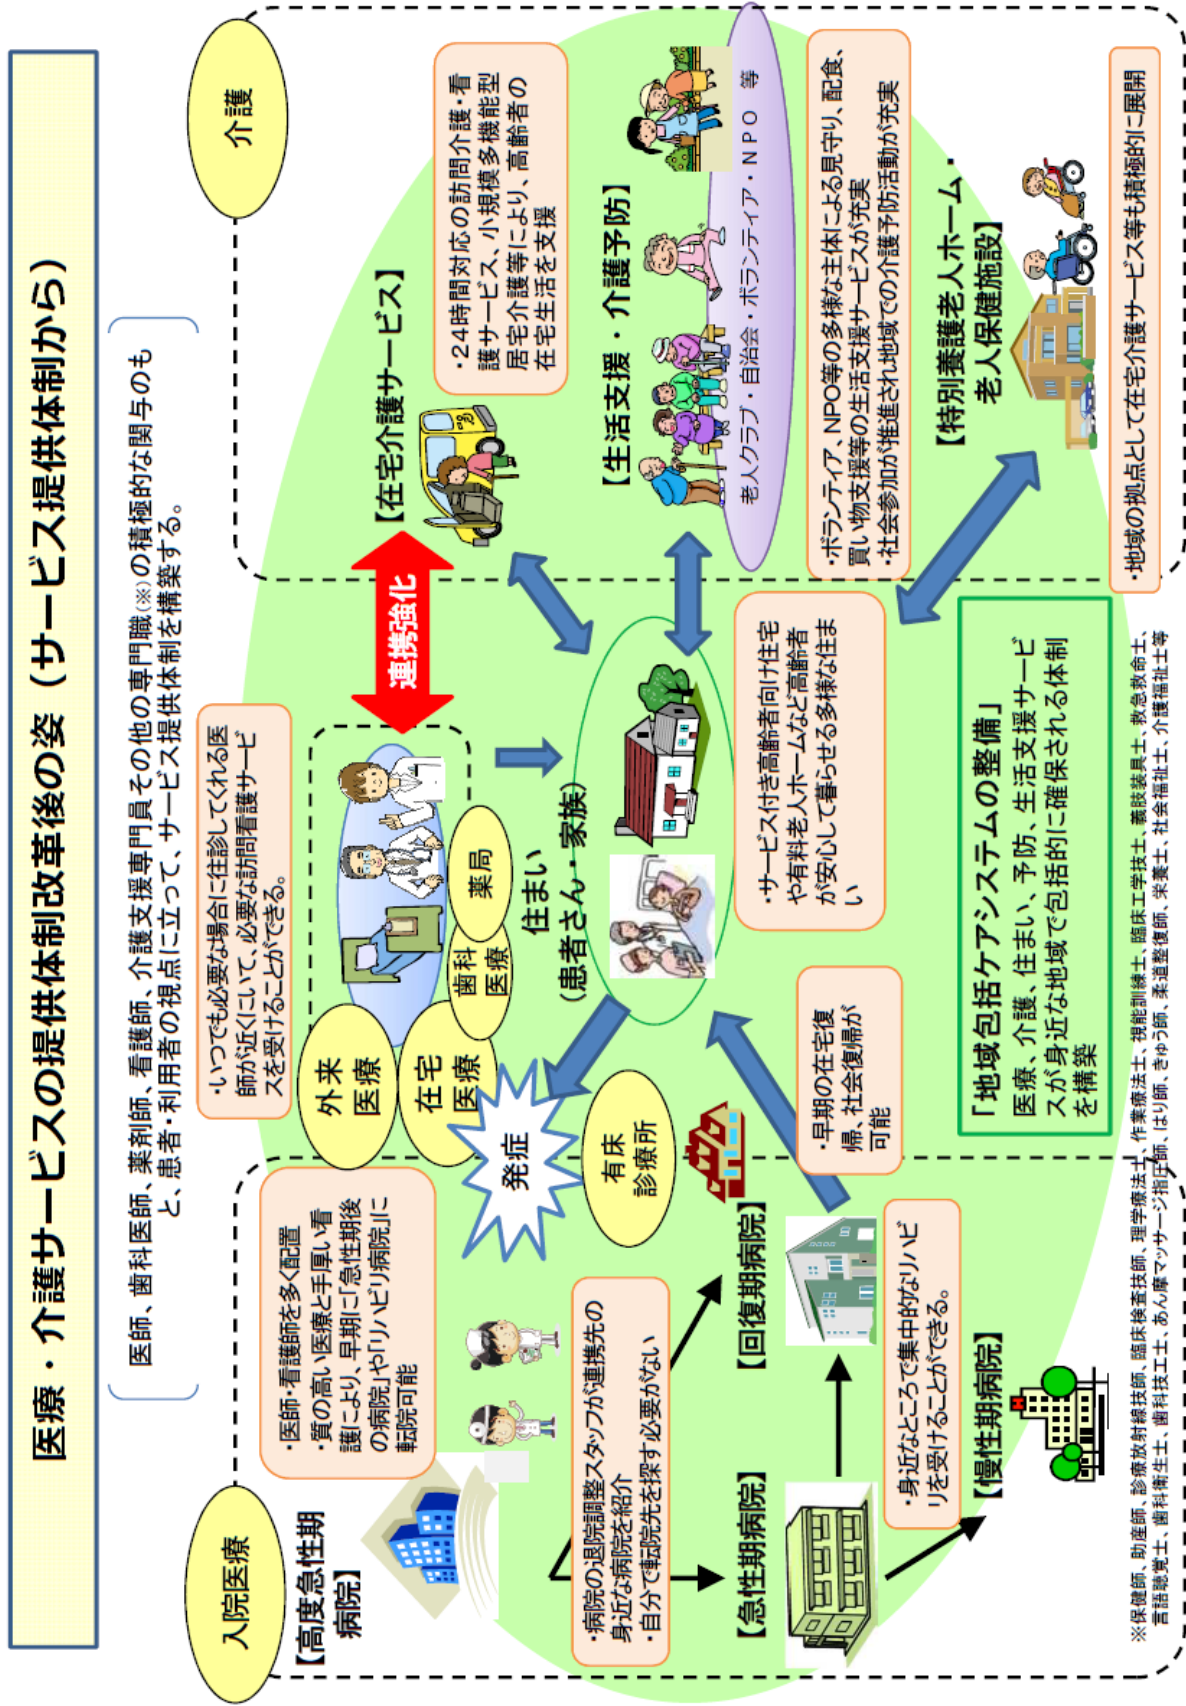 医療・介護サービスの提供体制改革後の姿（サービス提供体制から）
医師、歯科医師、薬剤師、看護師、介護支援専門員その他の専門職(※)の積極的な関与のも
と、患者・利用者の視点に立って、サービス提供体制を構築する。
入院医療
【高度急性期
病院】
・医師・看護師を多く配置
・質の高い医療と手厚い看
護により、早期に「急性期後
の病院」や「リハビリ病院」に
転院可能
・病院の退院調整スタッフが連携先の
身近な病院を紹介
・自分で転院先を探す必要がない
【急性期病院】
【回復期病院】
・身近なところで集中的なリハビ
リを受けることができる。
【慢性期病院】
・いつでも必要な場合に往診してくれる医
師が近くにいて、必要な訪問看護サービ
スを受けることができる。
外来
医療
在宅
医療
歯科
医療
薬局
発症
有床
診療所
住まい
（患者さん・家族）
・早期の在宅復
帰、社会復帰が
可能
・サービス付き高齢者向け住宅
や有料老人ホームなど高齢者
が安心して暮らせる多様な住ま
い
「地域包括ケアシステムの整備」
医療、介護、住まい、予防、生活支援サービ
スが身近な地域で包括的に確保される体制
を構築
連携強化
介護
【在宅介護サービス】
・24時間対応の訪問介護・看
護サービス、小規模多機能型
居宅介護等により、高齢者の
在宅生活を支援
【生活支援・介護予防】
老人クラブ・自治会・ボランティア・NPO 等
・ボランティア、NPO等の多様な主体による見守り、配食、
買い物支援等の生活支援サービスが充実
・社会参加が推進され地域での介護予防活動が充実
【特別養護老人ホーム・
老人保健施設】
・地域の拠点として在宅介護サービス等も積極的に展開
※保健師、助産師、診療放射線技師、臨床検査技師、理学療法士、作業療法士、視能訓練士、臨床工学技士、義肢装具士、救急救命士、
言語聴覚士、歯科衛生士、歯科技工士、あん摩マッサージ指圧師、はり師、きゅう師、柔道整復師、栄養士、社会福祉士、介護福祉士等